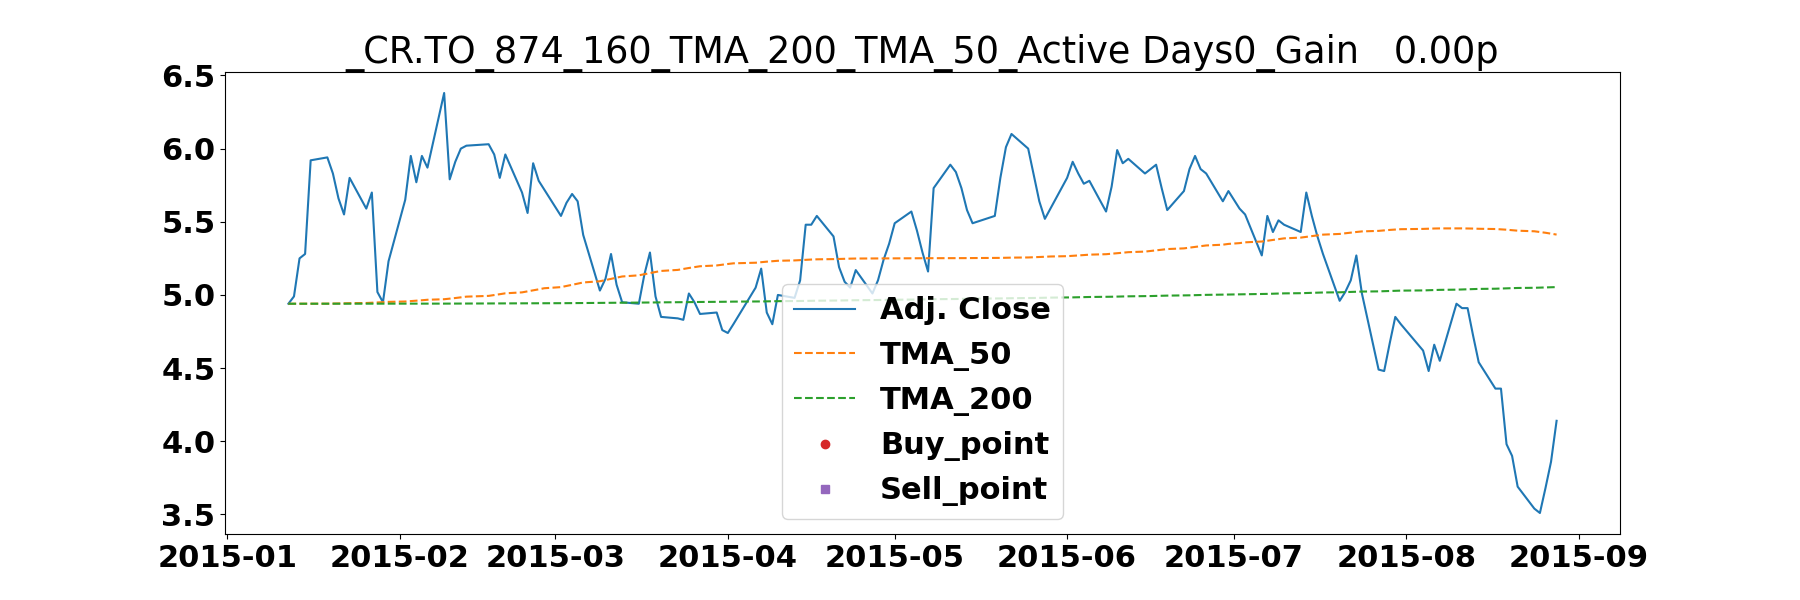 _CR.TO_874_160_TMA_200_TMA_50_Active Days0_Gain   0.00p
6.5
6.0
5.5
5.0
4.5
4.0
3.5
Adj. Close
TMA_50
TMA_200
Buy_point
Sell_point
2015-01 2015-02 2015-03 2015-04 2015-05 2015-06 2015-07 2015-08 2015-09